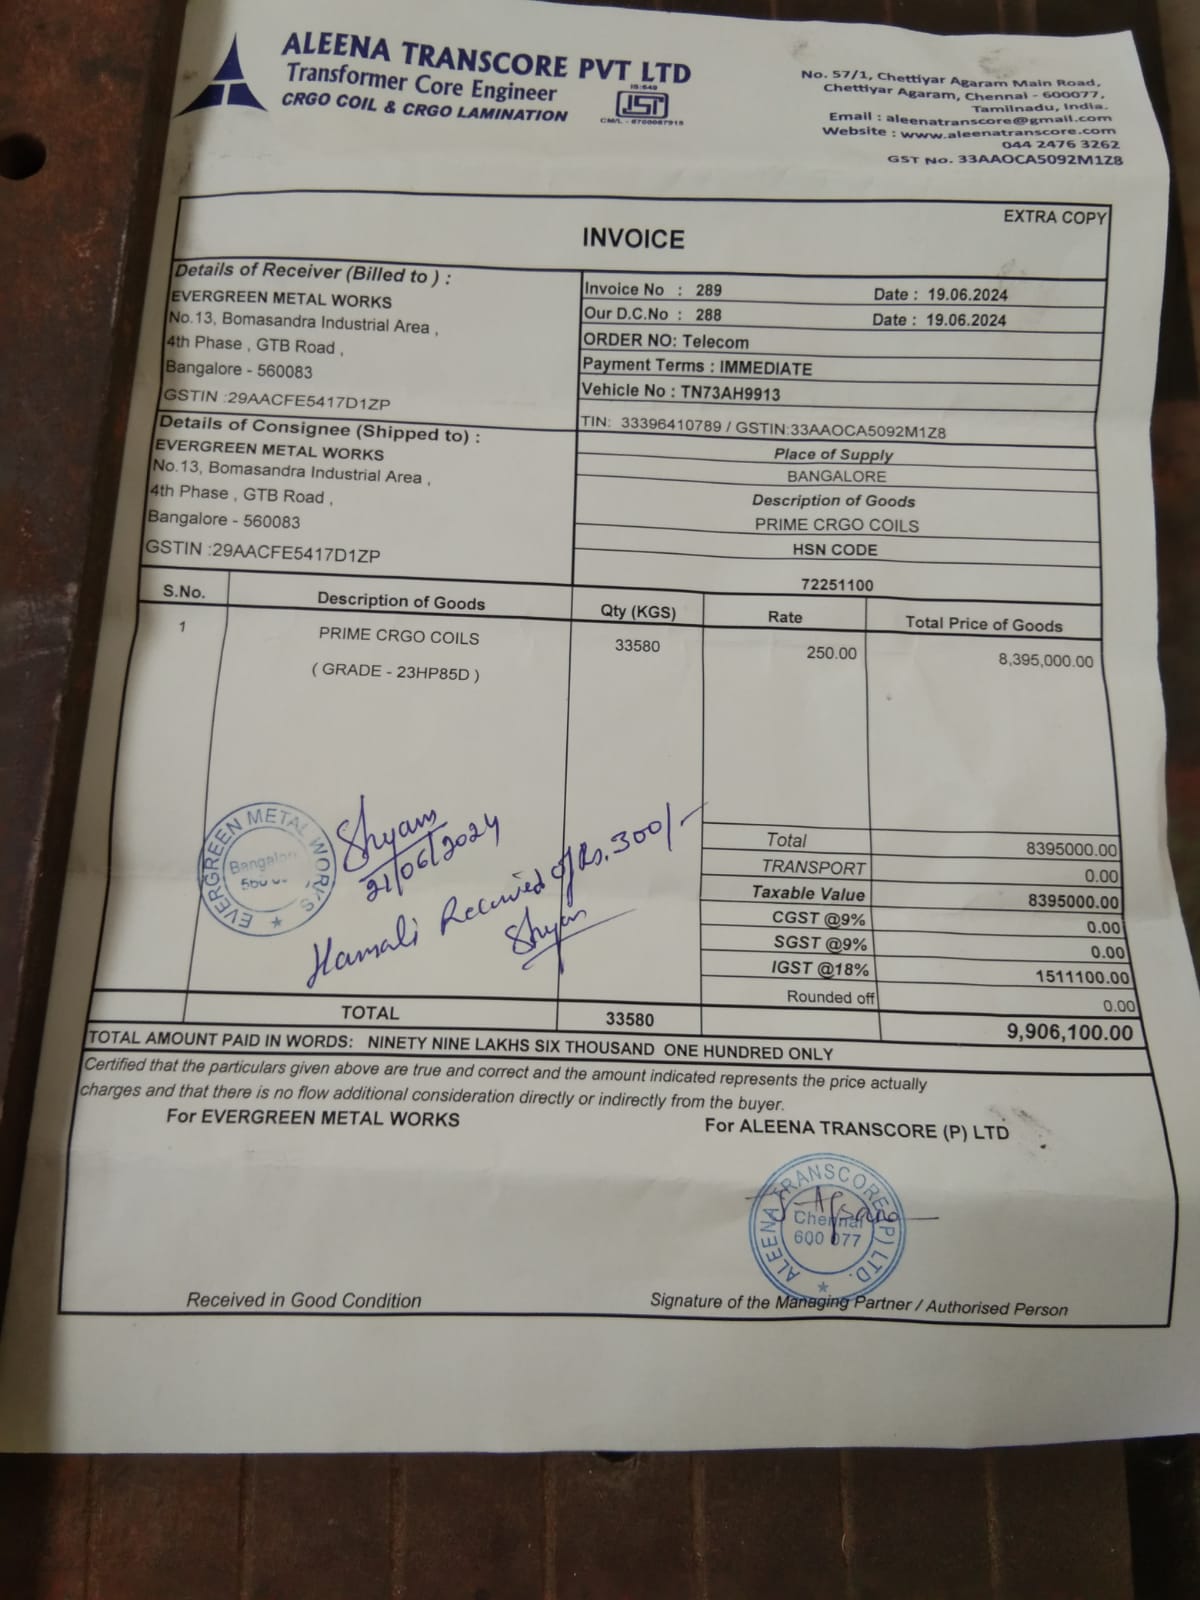 ALEENA TRANSCORE PVT LTD
Transformer Core Engineer
CRGO COIL & CRGO LAMINATION
IS:649
ISI
CM/L - 6700087915
No. 57/1, Chettiyar Agaram Main Road,
Chettiyar Agaram, Chennai - 600077,
Tamilnadu, India.
Email : aleenatranscore@gmail.com
Website : www.aleenatranscore.com
044 2476 3262
GST No. 33AAOCA5092M1Z8
EXTRA COPY
INVOICE
Details of Receiver (Billed to ) :
EVERGREEN METAL WORKS
No.13, Bomasandra Industrial Area ,
4th Phase , GTB Road ,
Bangalore - 560083
GSTIN :29AACFE5417D1ZP
Invoice No : 289 Date : 19.06.2024
Our D.C.No : 288 Date : 19.06.2024
ORDER NO: Telecom
Payment Terms : IMMEDIATE
Vehicle No : TN73AH9913
TIN: 33396410789 / GSTIN:33AAOCA5092M1Z8
Details of Consignee (Shipped to) :
EVERGREEN METAL WORKS
No.13, Bomasandra Industrial Area ,
4th Phase , GTB Road ,
Bangalore - 560083
GSTIN :29AACFE5417D1ZP
Place of Supply
BANGALORE
Description of Goods
PRIME CRGO COILS
HSN CODE
72251100
S.No. Description of Goods Qty (KGS) Rate Total Price of Goods
1 PRIME CRGO COILS 33580 250.00 8,395,000.00
( GRADE - 23HP85D )
EVERGREEN METAL WORKS
Bangalo
560
Shyam
21/06/2024
Hamali Received of Rs.300/-
Shyam
Total 8395000.00
TRANSPORT 0.00
Taxable Value 8395000.00
CGST @9% 0.00
SGST @9% 0.00
IGST @18% 1511100.00
Rounded off 0.00
TOTAL 33580 9,906,100.00
TOTAL AMOUNT PAID IN WORDS: NINETY NINE LAKHS SIX THOUSAND ONE HUNDRED ONLY
Certified that the particulars given above are true and correct and the amount indicated represents the price actually
charges and that there is no flow additional consideration directly or indirectly from the buyer.
For EVERGREEN METAL WORKS
For ALEENA TRANSCORE (P) LTD
ALEENA TRANSCORE (P) LTD.
Chennai
600 077
Received in Good Condition
Signature of the Managing Partner / Authorised Person